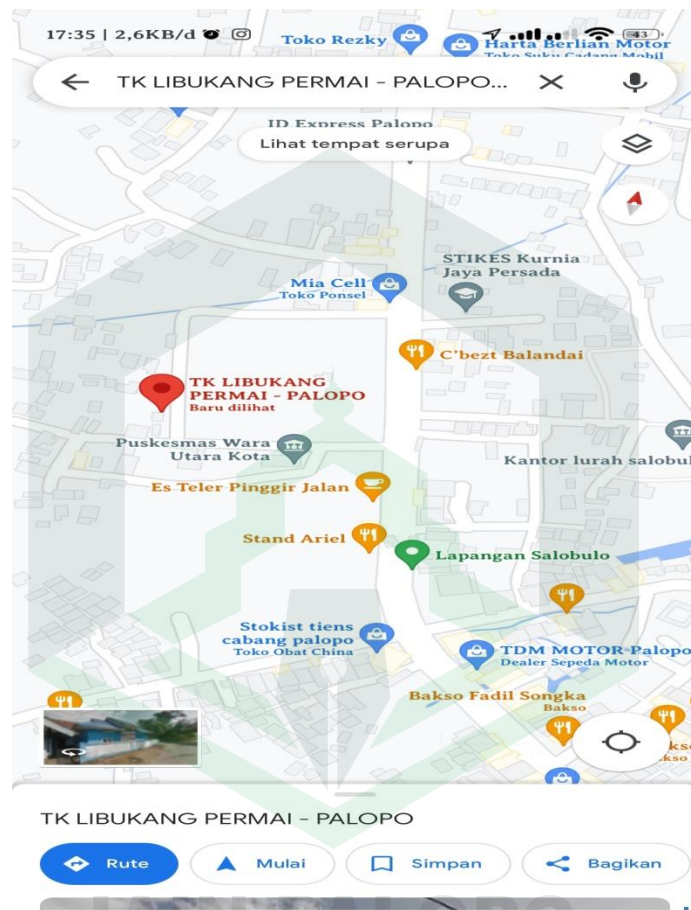 17:35 | 2,6KB/d
43
Toko Rezky
Harta Berlian Motor
Toko Suku Cadang Mobil
TK LIBUKANG PERMAI - PALOPO...
ID Express Palopo
Lihat tempat serupa
STIKES Kurnia
Jaya Persada
Mia Cell
Toko Ponsel
C'bezt Balandai
TK LIBUKANG
PERMAI - PALOPO
Baru dilihat
Puskesmas Wara
Utara Kota
Kantor lurah salobul
Es Teler Pinggir Jalan
Stand Ariel
Lapangan Salobulo
Stokist tiens
cabang palopo
Toko Obat China
TDM MOTOR Palopo
Dealer Sepeda Motor
Bakso Fadil Songka
Bakso
TK LIBUKANG PERMAI - PALOPO
Rute
Mulai
Simpan
Bagikan